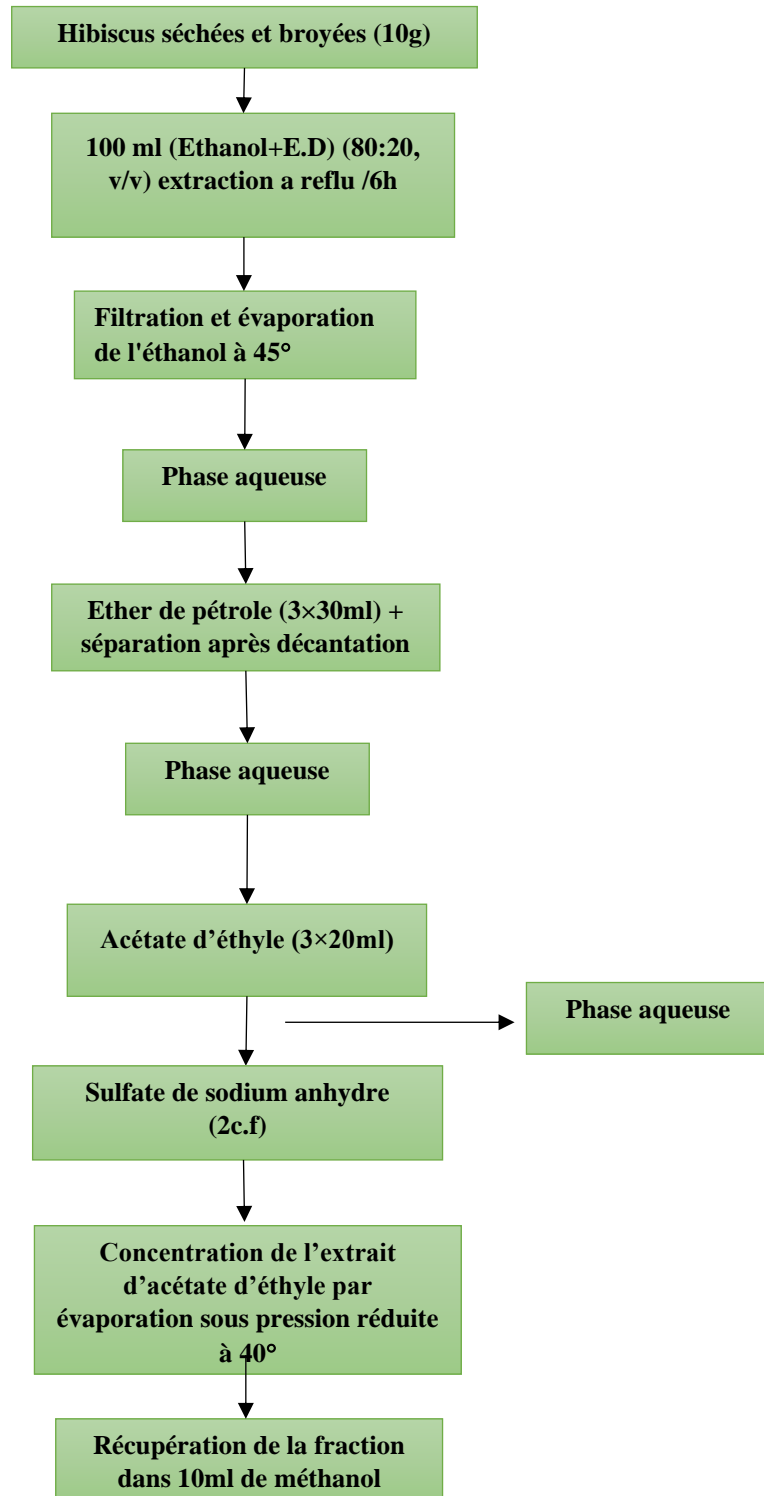 Hibiscus séchées et broyées (10g)
100 ml (Ethanol+E.D) (80:20,
v/v) extraction a reflu /6h
Filtration et évaporation
de l'éthanol à 45°
Phase aqueuse
Ether de pétrole (3×30ml) +
séparation après décantation
Phase aqueuse
Acétate d’éthyle (3×20ml)
Phase aqueuse
Sulfate de sodium anhydre
(2c.f)
Concentration de l’extrait
d’acétate d’éthyle par
évaporation sous pression réduite
à 40°
Récupération de la fraction
dans 10ml de méthanol